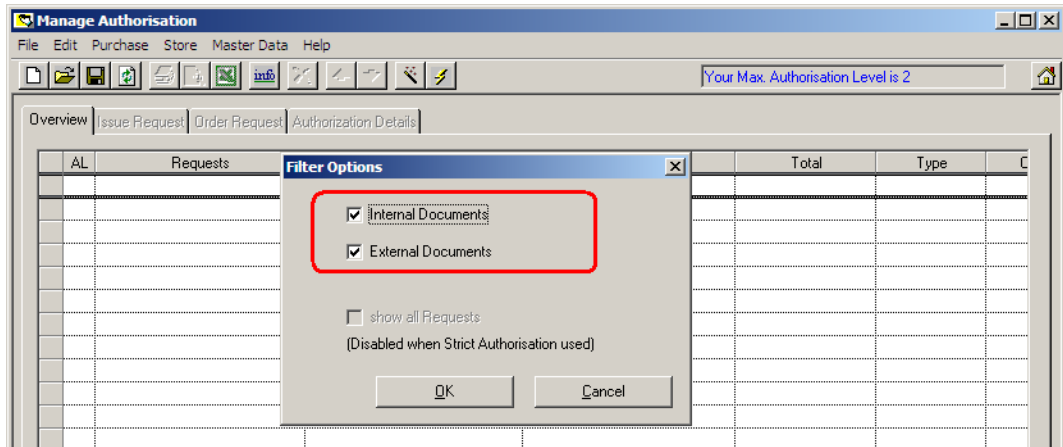 Manage Authorisation
File Edit Purchase Store Master Data Help
info
Your Max. Authorisation Level is 2
Overview Issue Request Order Request Authorization Details
AL Requests Total Type
Filter Options
Internal Documents
External Documents
show all Requests
(Disabled when Strict Authorisation used)
OK Cancel